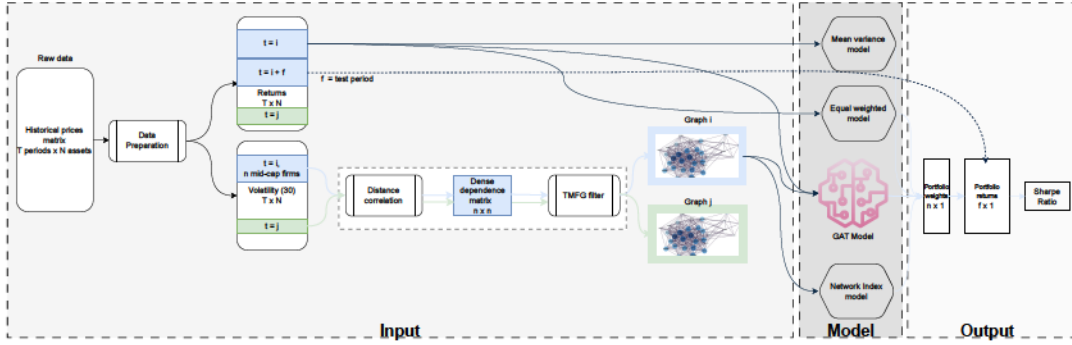 Raw data
Historical prices
matrix
T periods x N assets
Data
Preparation
t = i
t = i + f
Returns
T x N
t = j
f = test period
t = i,
n mid-cap firms
Volatility (30)
T x N
t = j
Distance
correlation
Dense
dependence
matrix
n x n
TMFG filter
Graph i
Graph j
Input
Mean variance
model
Equal weighted
model
GAT Model
Network Index
model
Model
Portfolio
weights
n x 1
Portfolio
returns
f x 1
Sharpe
Ratio
Output